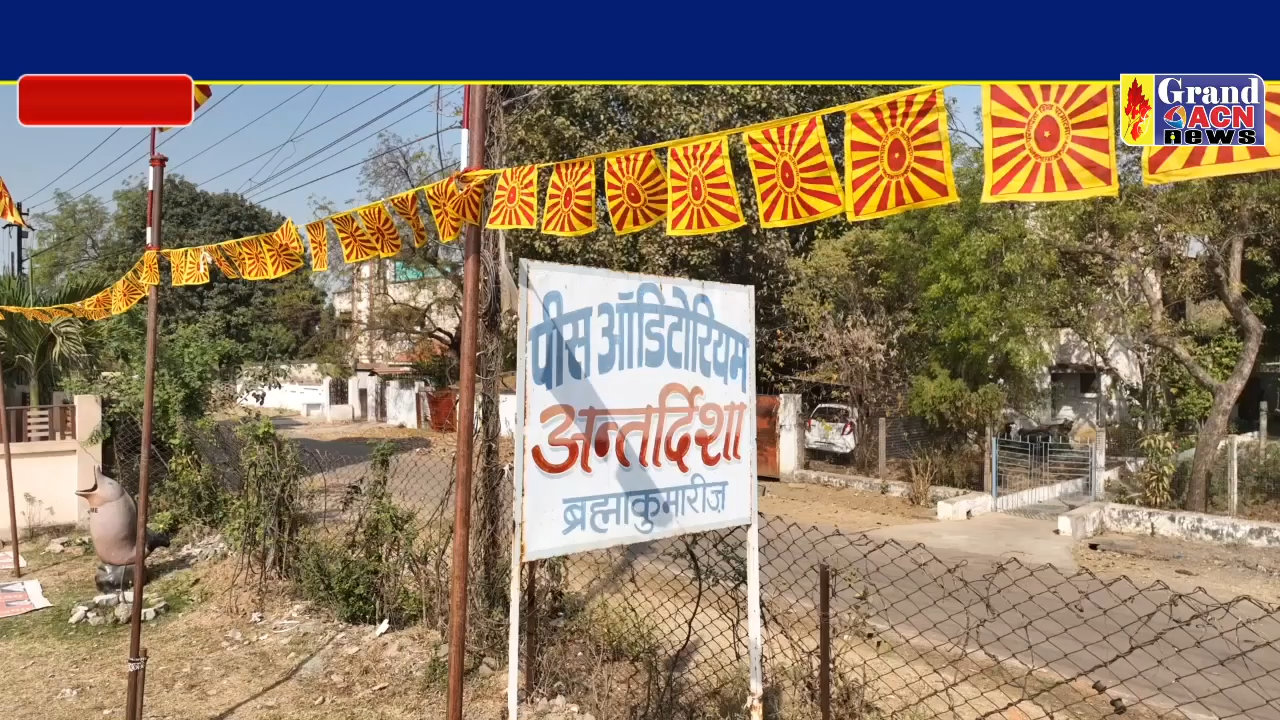 Grand
ACN
news
पीस ऑडिटोरियम
अन्तर्दिशा
ब्रह्माकुमारीज़